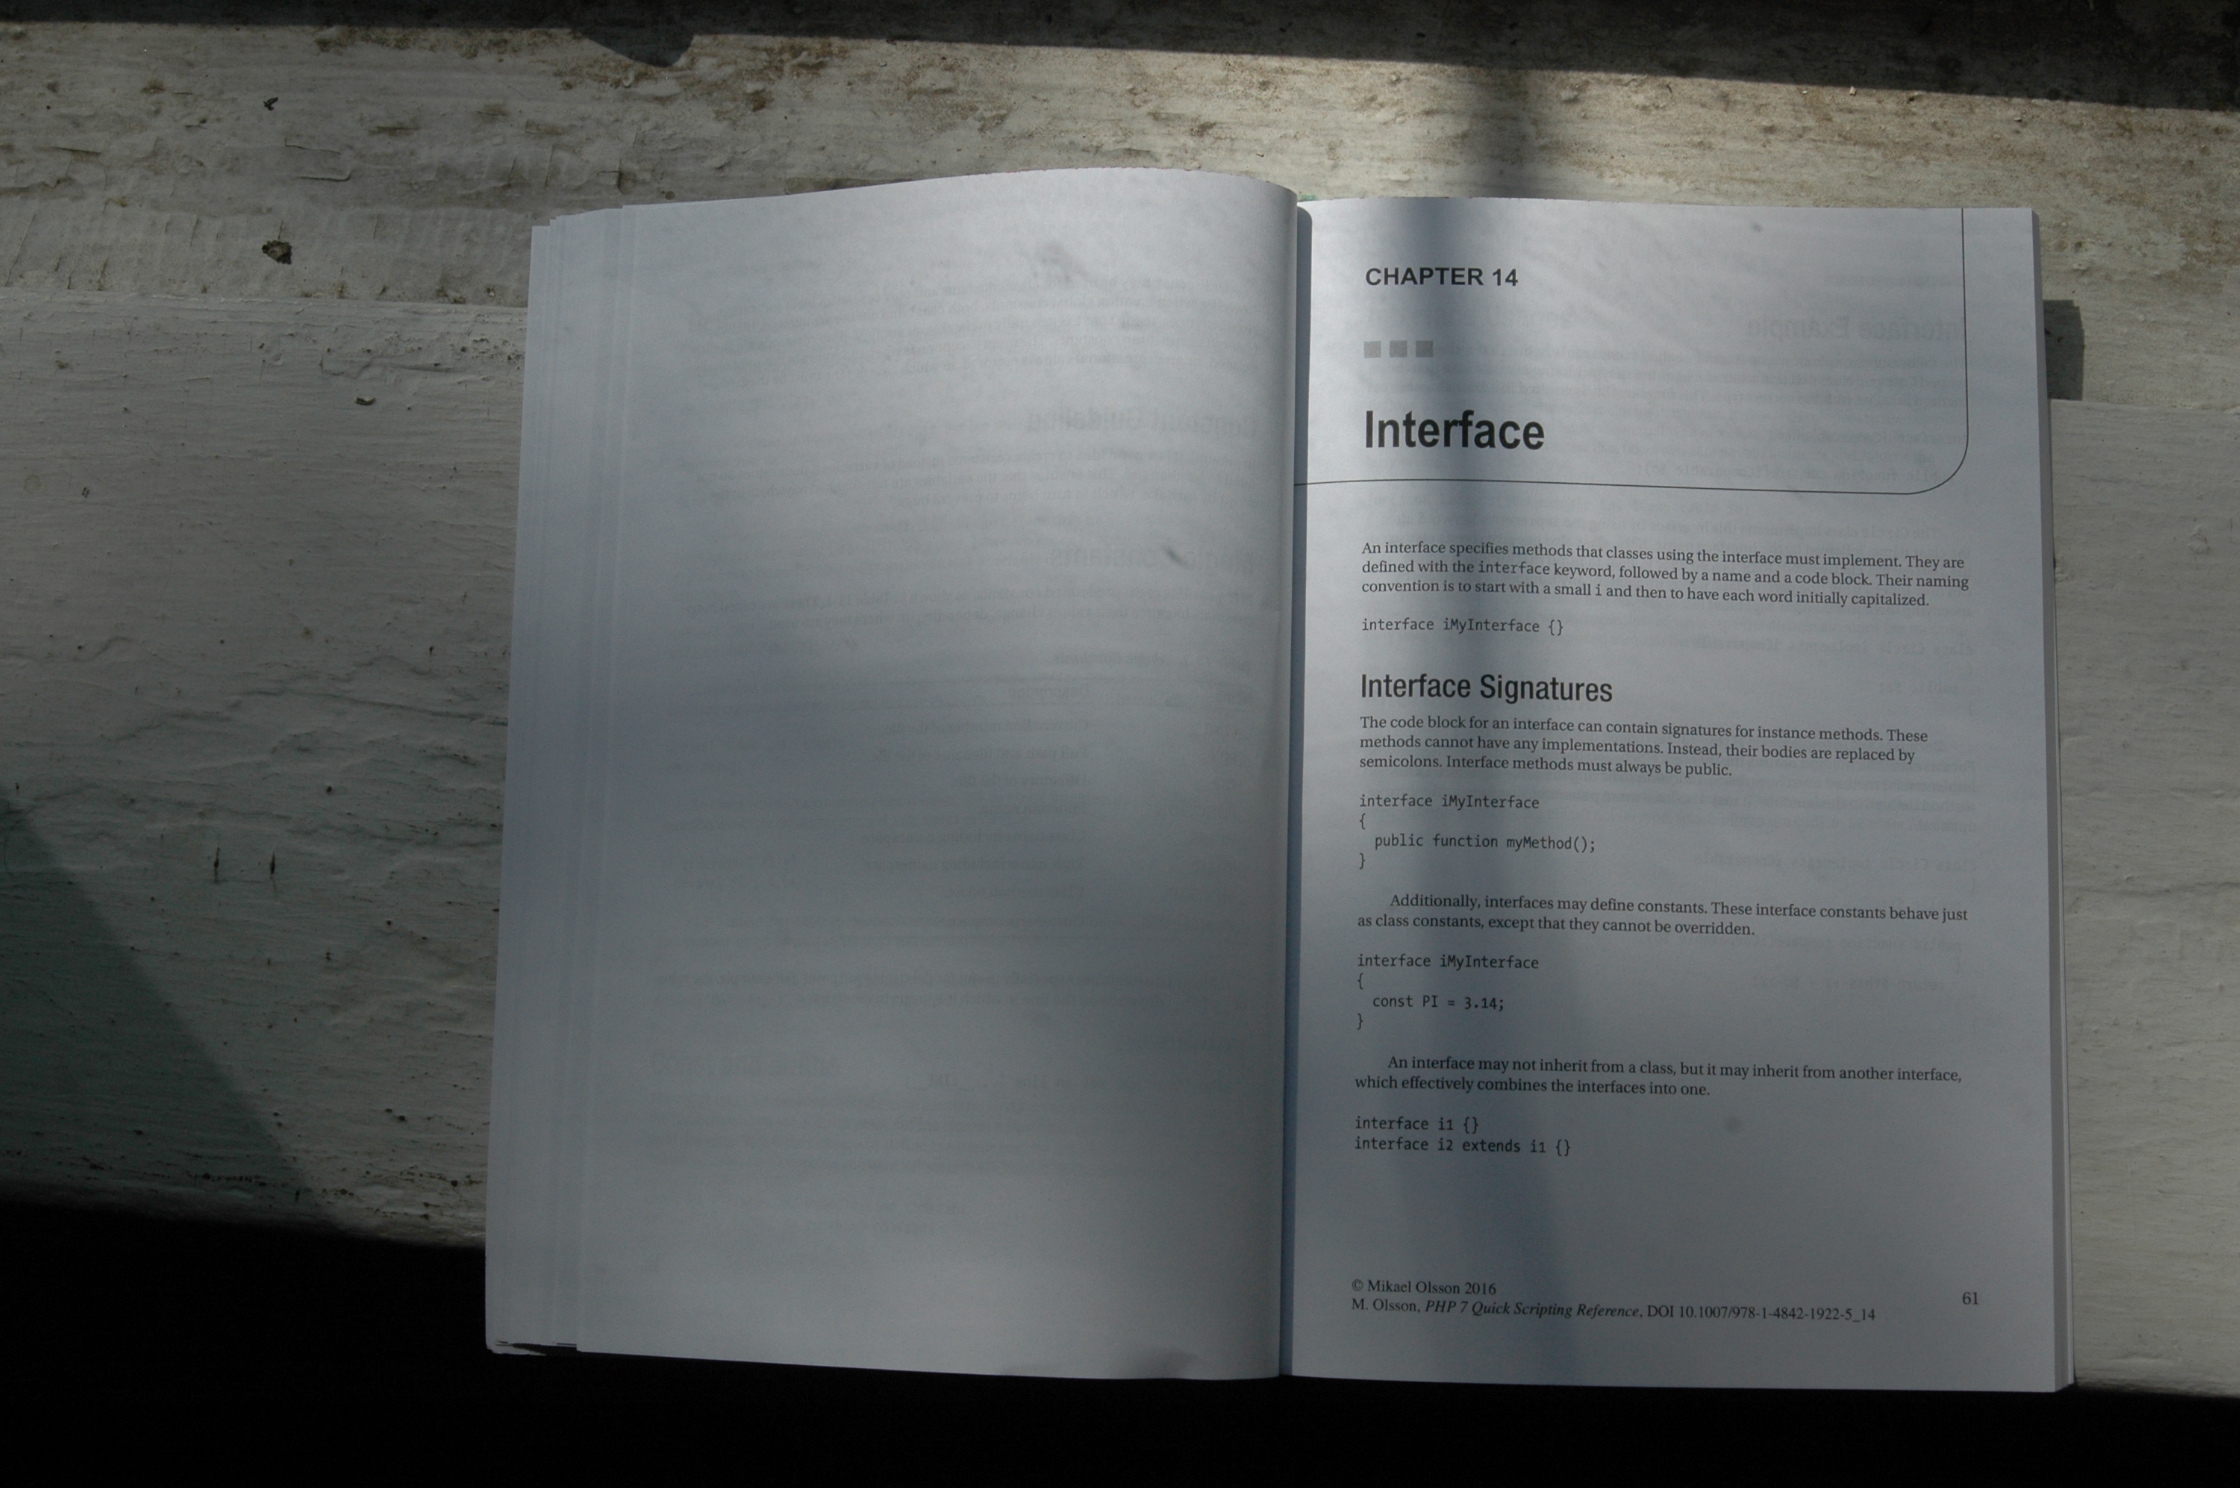 CHAPTER 14
Interface
An interface specifies methods that classes using the interface must implement. They are
defined with the interface keyword, followed by a name and a code block. Their naming
convention is to start with a small i and then to have each word initially capitalized.
interface iMyInterface {}
Interface Signatures
The code block for an interface can contain signatures for instance methods. These
methods cannot have any implementations. Instead, their bodies are replaced by
semicolons. Interface methods must always be public.
interface iMyInterface
{
  public function myMethod();
}
Additionally, interfaces may define constants. These interface constants behave just
as class constants, except that they cannot be overridden.
interface iMyInterface
{
  const PI = 3.14;
}
An interface may not inherit from a class, but it may inherit from another interface,
which effectively combines the interfaces into one.
interface i1 {}
interface i2 extends i1 {}
© Mikael Olsson 2016
M. Olsson, PHP 7 Quick Scripting Reference, DOI 10.1007/978-1-4842-1922-5_14
61